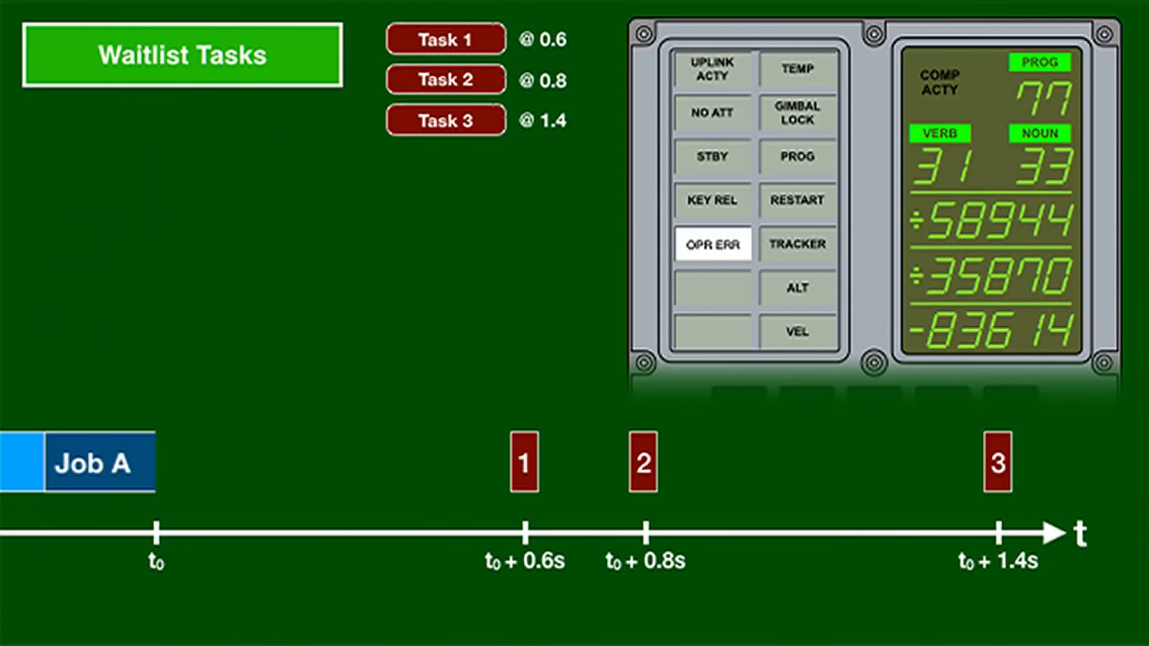 Waitlist Tasks
Task 1 @ 0.6
Task 2 @ 0.8
Task 3 @ 1.4
UPLINK ACTY
TEMP
NO ATT
GIMBAL LOCK
STBY
PROG
KEY REL
RESTART
OPR ERR
TRACKER
ALT
VEL
COMP ACTY
PROG
77
VERB
NOUN
31
33
÷58944
÷35870
-83614
Job A
1
2
3
t
t₀
t₀ + 0.6s
t₀ + 0.8s
t₀ + 1.4s